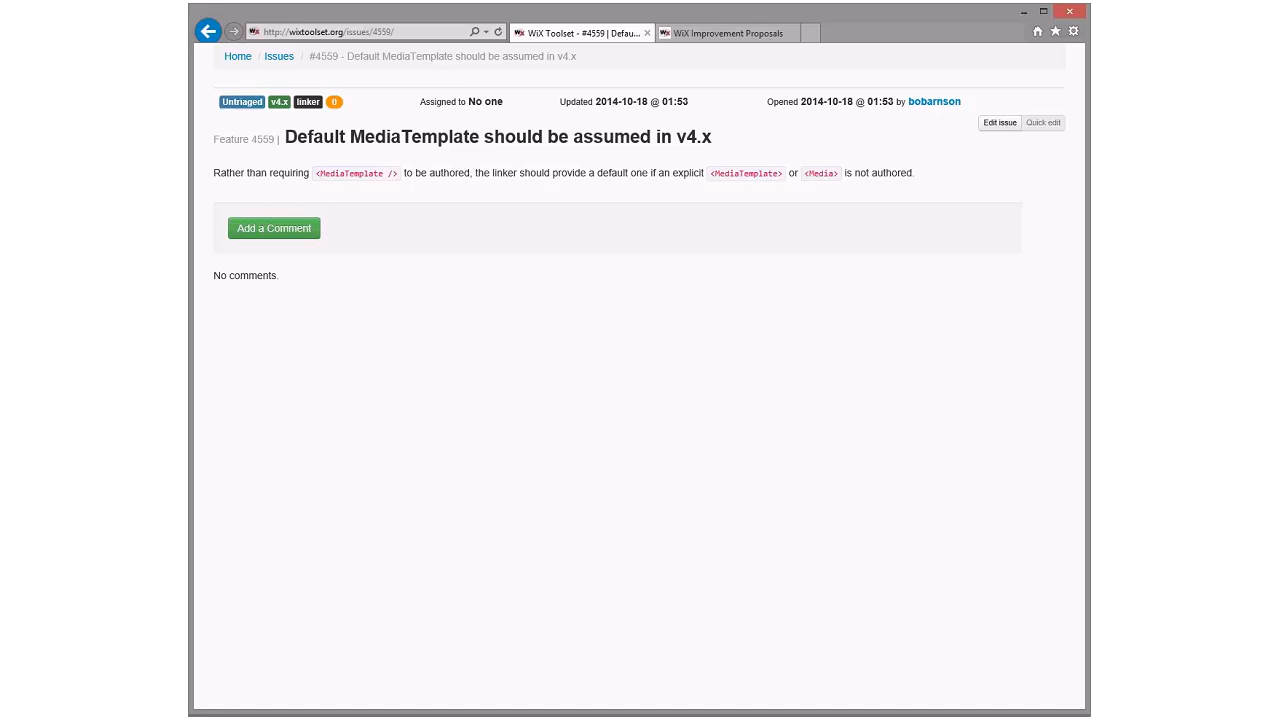 http://wixtoolset.org/issues/4559/ WiX Toolset - #4559 | Defau... WiX Improvement Proposals
Home / Issues / #4559 - Default MediaTemplate should be assumed in v4.x
Untriaged v4.x linker 0 Assigned to No one Updated 2014-10-18 @ 01:53 Opened 2014-10-18 @ 01:53 by bobarnson
Edit issue Quick edit
Feature 4559 | Default MediaTemplate should be assumed in v4.x
Rather than requiring <MediaTemplate /> to be authored, the linker should provide a default one if an explicit <MediaTemplate> or <Media> is not authored.
Add a Comment
No comments.